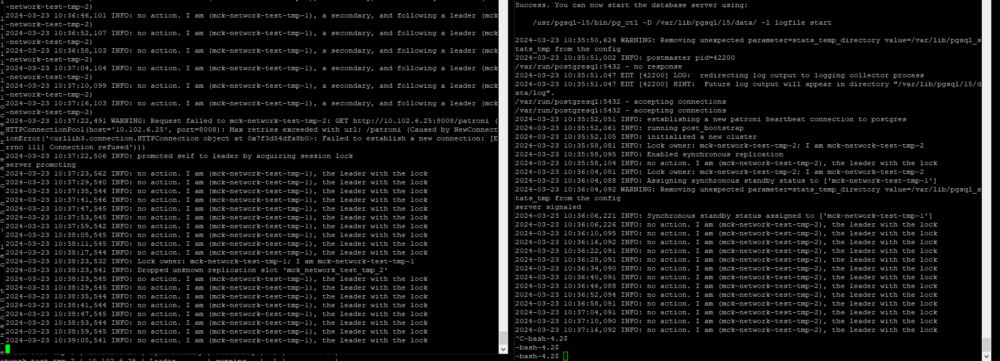 -network-test-tmp-2)
2024-03-23 10:36:46,101 INFO: no action. I am (mck-network-test-tmp-1), a secondary, and following a leader (mck
-network-test-tmp-2)
2024-03-23 10:36:52,107 INFO: no action. I am (mck-network-test-tmp-1), a secondary, and following a leader (mck
-network-test-tmp-2)
2024-03-23 10:36:58,103 INFO: no action. I am (mck-network-test-tmp-1), a secondary, and following a leader (mck
-network-test-tmp-2)
2024-03-23 10:37:04,104 INFO: no action. I am (mck-network-test-tmp-1), a secondary, and following a leader (mck
-network-test-tmp-2)
2024-03-23 10:37:10,099 INFO: no action. I am (mck-network-test-tmp-1), a secondary, and following a leader (mck
-network-test-tmp-2)
2024-03-23 10:37:16,103 INFO: no action. I am (mck-network-test-tmp-1), a secondary, and following a leader (mck
-network-test-tmp-2)
2024-03-23 10:37:22,491 WARNING: Request failed to mck-network-test-tmp-2: GET http://10.102.6.25:8008/patroni (
HTTPConnectionPool(host='10.102.6.25', port=8008): Max retries exceeded with url: /patroni (Caused by NewConnect
ionError('<urllib3.connection.HTTPConnection object at 0x7f3d54dfa8b0>: Failed to establish a new connection: [E
rrno 111] Connection refused')))
2024-03-23 10:37:22,506 INFO: promoted self to leader by acquiring session lock
server promoting
2024-03-23 10:37:23,562 INFO: no action. I am (mck-network-test-tmp-1), the leader with the lock
2024-03-23 10:37:29,540 INFO: no action. I am (mck-network-test-tmp-1), the leader with the lock
2024-03-23 10:37:35,544 INFO: no action. I am (mck-network-test-tmp-1), the leader with the lock
2024-03-23 10:37:41,546 INFO: no action. I am (mck-network-test-tmp-1), the leader with the lock
2024-03-23 10:37:47,545 INFO: no action. I am (mck-network-test-tmp-1), the leader with the lock
2024-03-23 10:37:53,545 INFO: no action. I am (mck-network-test-tmp-1), the leader with the lock
2024-03-23 10:37:59,542 INFO: no action. I am (mck-network-test-tmp-1), the leader with the lock
2024-03-23 10:38:05,545 INFO: no action. I am (mck-network-test-tmp-1), the leader with the lock
2024-03-23 10:38:11,545 INFO: no action. I am (mck-network-test-tmp-1), the leader with the lock
2024-03-23 10:38:17,544 INFO: no action. I am (mck-network-test-tmp-1), the leader with the lock
2024-03-23 10:38:23,532 INFO: Lock owner: mck-network-test-tmp-1; I am mck-network-test-tmp-1
2024-03-23 10:38:23,541 INFO: Dropped unknown replication slot 'mck_network_test_tmp_2'
2024-03-23 10:38:23,545 INFO: no action. I am (mck-network-test-tmp-1), the leader with the lock
2024-03-23 10:38:29,545 INFO: no action. I am (mck-network-test-tmp-1), the leader with the lock
2024-03-23 10:38:35,544 INFO: no action. I am (mck-network-test-tmp-1), the leader with the lock
2024-03-23 10:38:41,544 INFO: no action. I am (mck-network-test-tmp-1), the leader with the lock
2024-03-23 10:38:47,545 INFO: no action. I am (mck-network-test-tmp-1), the leader with the lock
2024-03-23 10:38:53,544 INFO: no action. I am (mck-network-test-tmp-1), the leader with the lock
2024-03-23 10:38:59,545 INFO: no action. I am (mck-network-test-tmp-1), the leader with the lock
2024-03-23 10:39:05,541 INFO: no action. I am (mck-network-test-tmp-1), the leader with the lock
Success. You can now start the database server using:
/usr/pgsql-15/bin/pg_ctl -D /var/lib/pgsql/15/data/ -l logfile start
2024-03-23 10:35:50,624 WARNING: Removing unexpected parameter=stats_temp_directory value=/var/lib/pgsql_s
tats_tmp from the config
2024-03-23 10:35:51,002 INFO: postmaster pid=42200
/var/run/postgresql:5432 - no response
2024-03-23 10:35:51.047 EDT [42200] LOG:  redirecting log output to logging collector process
2024-03-23 10:35:51.047 EDT [42200] HINT:  Future log output will appear in directory "/var/lib/pgsql/15/d
ata/log".
/var/run/postgresql:5432 - accepting connections
/var/run/postgresql:5432 - accepting connections
2024-03-23 10:35:52,051 INFO: establishing a new patroni heartbeat connection to postgres
2024-03-23 10:35:52,061 INFO: running post_bootstrap
2024-03-23 10:35:52,105 INFO: initialized a new cluster
2024-03-23 10:35:58,081 INFO: Lock owner: mck-network-test-tmp-2; I am mck-network-test-tmp-2
2024-03-23 10:35:58,095 INFO: Enabled synchronous replication
2024-03-23 10:35:58,104 INFO: no action. I am (mck-network-test-tmp-2), the leader with the lock
2024-03-23 10:36:04,081 INFO: Lock owner: mck-network-test-tmp-2; I am mck-network-test-tmp-2
2024-03-23 10:36:04,088 INFO: Assigning synchronous standby status to ['mck-network-test-tmp-1']
2024-03-23 10:36:04,092 WARNING: Removing unexpected parameter=stats_temp_directory value=/var/lib/pgsql_s
tats_tmp from the config
server signaled
2024-03-23 10:36:06,221 INFO: Synchronous standby status assigned to ['mck-network-test-tmp-1']
2024-03-23 10:36:06,226 INFO: no action. I am (mck-network-test-tmp-2), the leader with the lock
2024-03-23 10:36:10,095 INFO: no action. I am (mck-network-test-tmp-2), the leader with the lock
2024-03-23 10:36:16,092 INFO: no action. I am (mck-network-test-tmp-2), the leader with the lock
2024-03-23 10:36:22,091 INFO: no action. I am (mck-network-test-tmp-2), the leader with the lock
2024-03-23 10:36:28,091 INFO: no action. I am (mck-network-test-tmp-2), the leader with the lock
2024-03-23 10:36:34,090 INFO: no action. I am (mck-network-test-tmp-2), the leader with the lock
2024-03-23 10:36:40,091 INFO: no action. I am (mck-network-test-tmp-2), the leader with the lock
2024-03-23 10:36:46,088 INFO: no action. I am (mck-network-test-tmp-2), the leader with the lock
2024-03-23 10:36:52,094 INFO: no action. I am (mck-network-test-tmp-2), the leader with the lock
2024-03-23 10:36:58,091 INFO: no action. I am (mck-network-test-tmp-2), the leader with the lock
2024-03-23 10:37:04,091 INFO: no action. I am (mck-network-test-tmp-2), the leader with the lock
2024-03-23 10:37:10,090 INFO: no action. I am (mck-network-test-tmp-2), the leader with the lock
2024-03-23 10:37:16,092 INFO: no action. I am (mck-network-test-tmp-2), the leader with the lock
^C-bash-4.2$
-bash-4.2$
-bash-4.2$